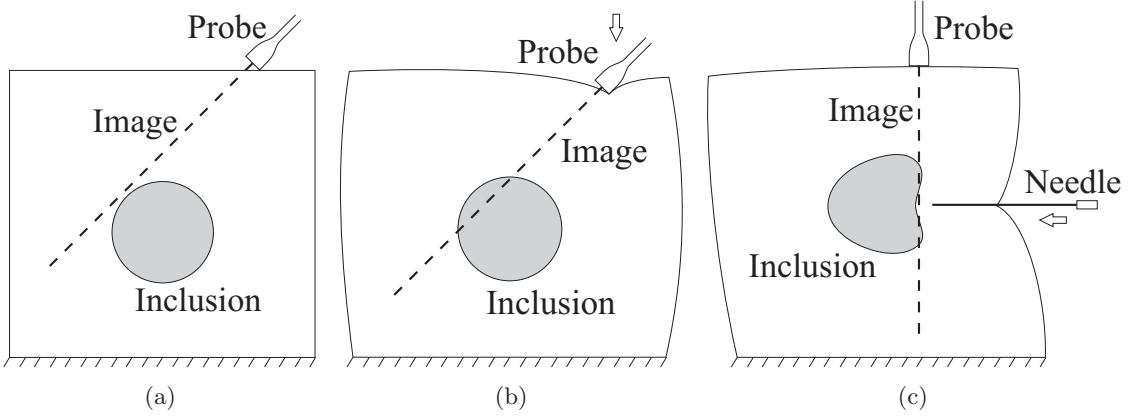 Probe
Image
Inclusion
(a)
Probe
Image
Inclusion
(b)
Probe
Image
Needle
Inclusion
(c)